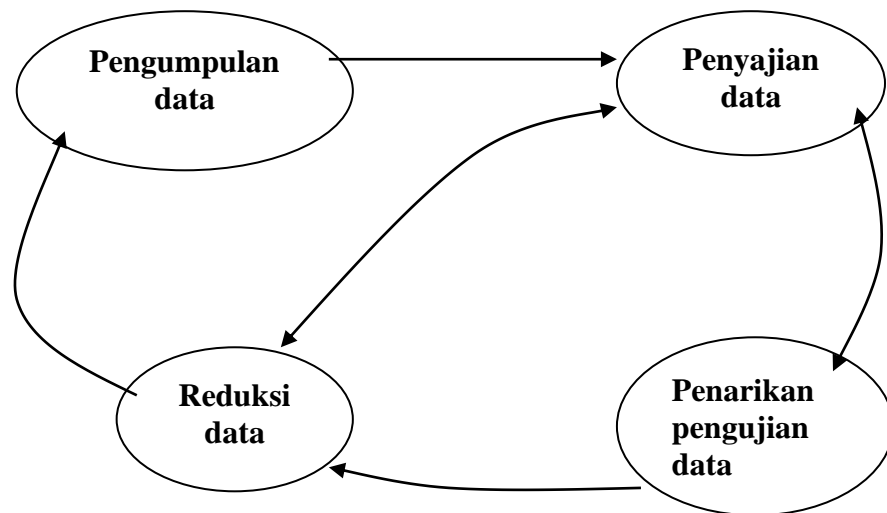 Pengumpulan
data
Penyajian
data
Reduksi
data
Penarikan
pengujian
data